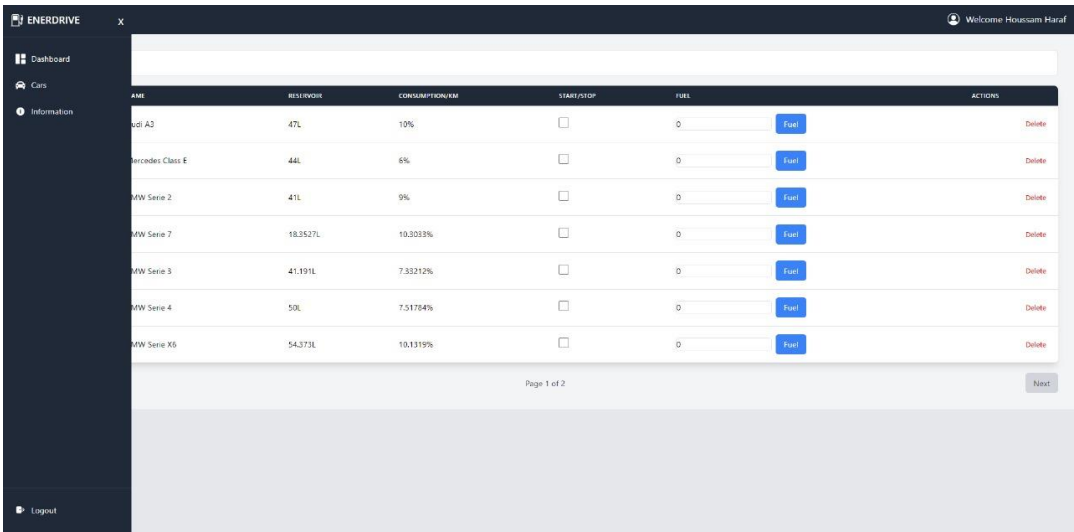 ENERDRIVE X Welcome Houssam Haraf
Dashboard
Cars
Information
AME RESERVOIR CONSUMPTION/KM START/STOP FUEL ACTIONS
udi A3 47L 10% 0 Fuel Delete
lercedes Class E 44L 6% 0 Fuel Delete
MW Serie 2 41L 9% 0 Fuel Delete
MW Serie 7 18.3527L 10.3033% 0 Fuel Delete
MW Serie 3 41.191L 7.33212% 0 Fuel Delete
MW Serie 4 50L 7.51784% 0 Fuel Delete
MW Serie X6 54.373L 10.1319% 0 Fuel Delete
Page 1 of 2 Next
Logout